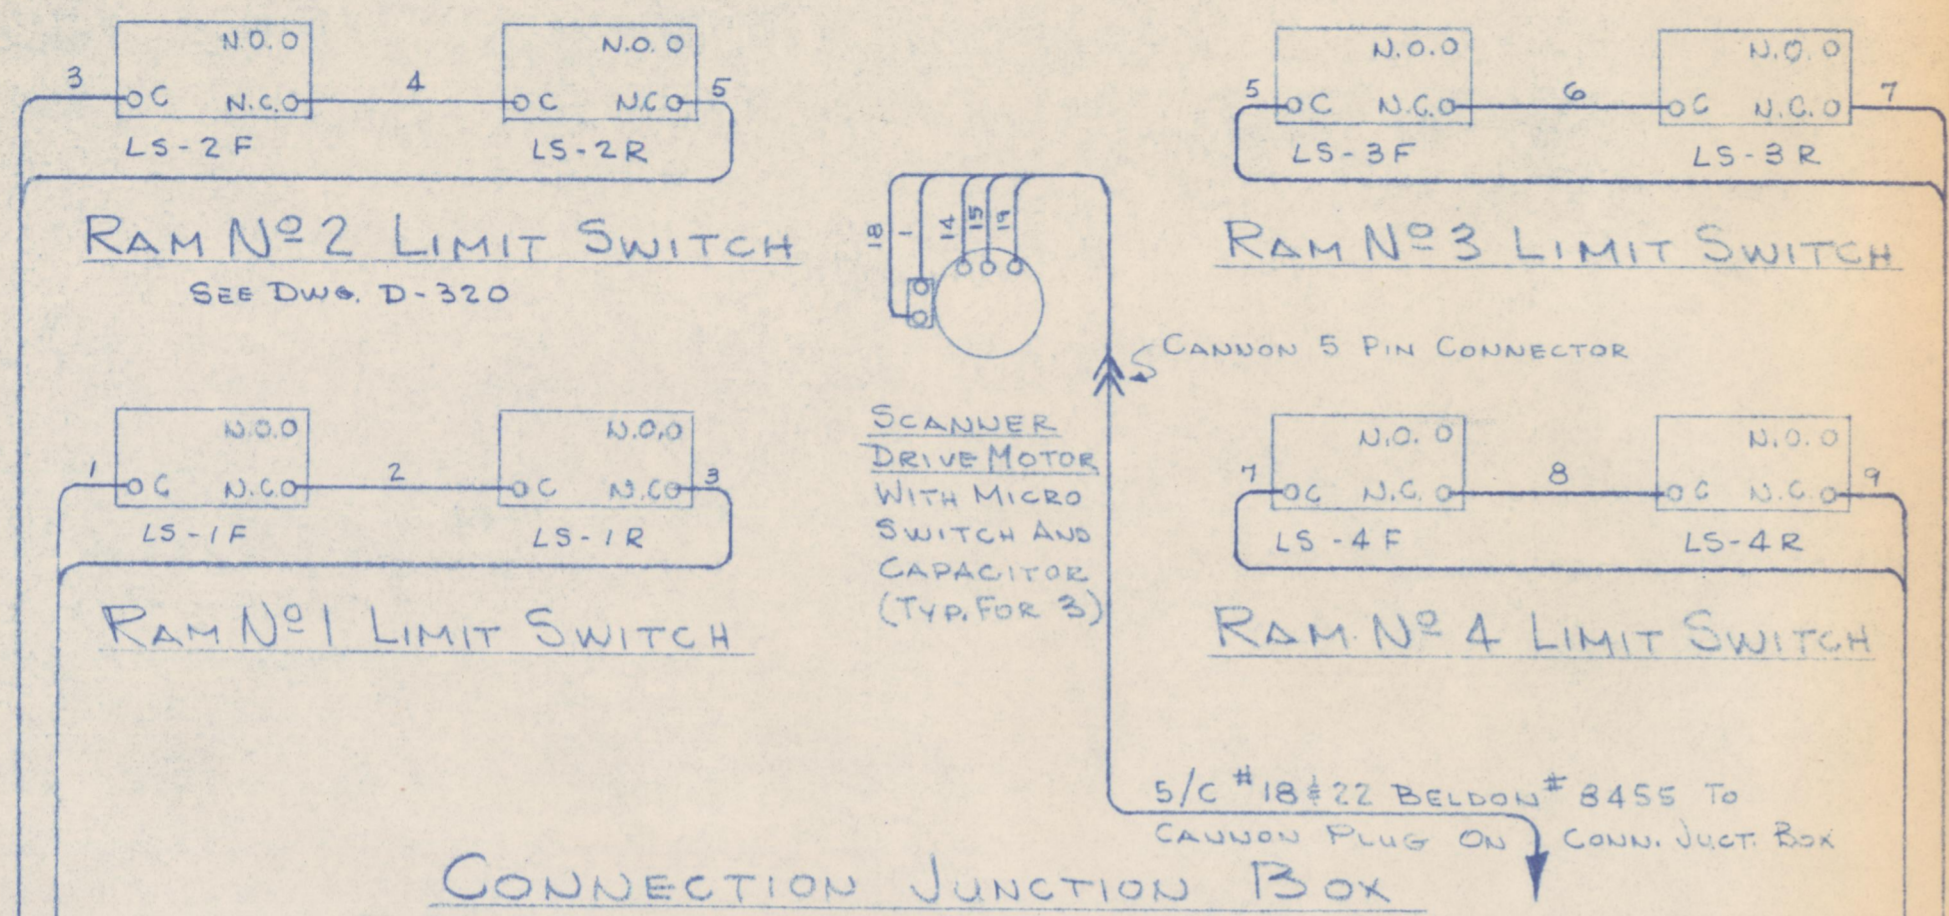 N.O. O
3
O C
N.C. O
4
LS-2F
N.O. O
O C
N.C O
5
LS-2R
RAM Nº 2 LIMIT SWITCH
SEE DWG. D-320
N.O. O
1
O C
N.C. O
2
LS-1F
N.O. O
O C
N.C O
3
LS-1R
RAM Nº 1 LIMIT SWITCH
18
1
14
15
19
CANNON 5 PIN CONNECTOR
SCANNER
DRIVE MOTOR
WITH MICRO
SWITCH AND
CAPACITOR
(TYP. FOR 3)
N.O. O
5
O C
N.C. O
6
LS-3F
N.O. O
O C
N.C. O
7
LS-3R
RAM Nº 3 LIMIT SWITCH
N.O. O
7
O C
N.C. O
8
LS-4F
N.O. O
O C
N.C. O
9
LS-4R
RAM Nº 4 LIMIT SWITCH
5/C #18 & 22 BELDON # 8455 TO
CANNON PLUG ON CONN. JUCT. BOX
CONNECTION JUNCTION BOX